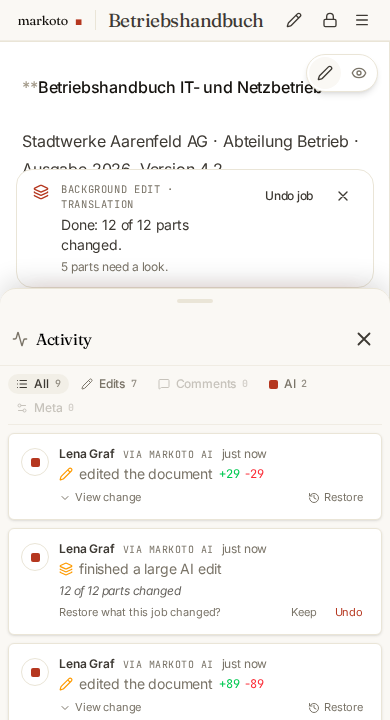 markoto
Betriebshandbuch
**Betriebshandbuch IT- und Netzbetrieb
Stadtwerke Aarenfeld AG · Abteilung Betrieb ·
Ausgabe 2026, Version 4.2
BACKGROUND EDIT ·
TRANSLATION
Undo job
Done: 12 of 12 parts
changed.
5 parts need a look.
Activity
All 9 Edits 7 Comments 0 AI 2
Meta 0
Lena Graf VIA MARKOTO AI just now
edited the document +29 -29
View change Restore
Lena Graf VIA MARKOTO AI just now
finished a large AI edit
12 of 12 parts changed
Restore what this job changed? Keep Undo
Lena Graf VIA MARKOTO AI just now
edited the document +89 -89
View change Restore